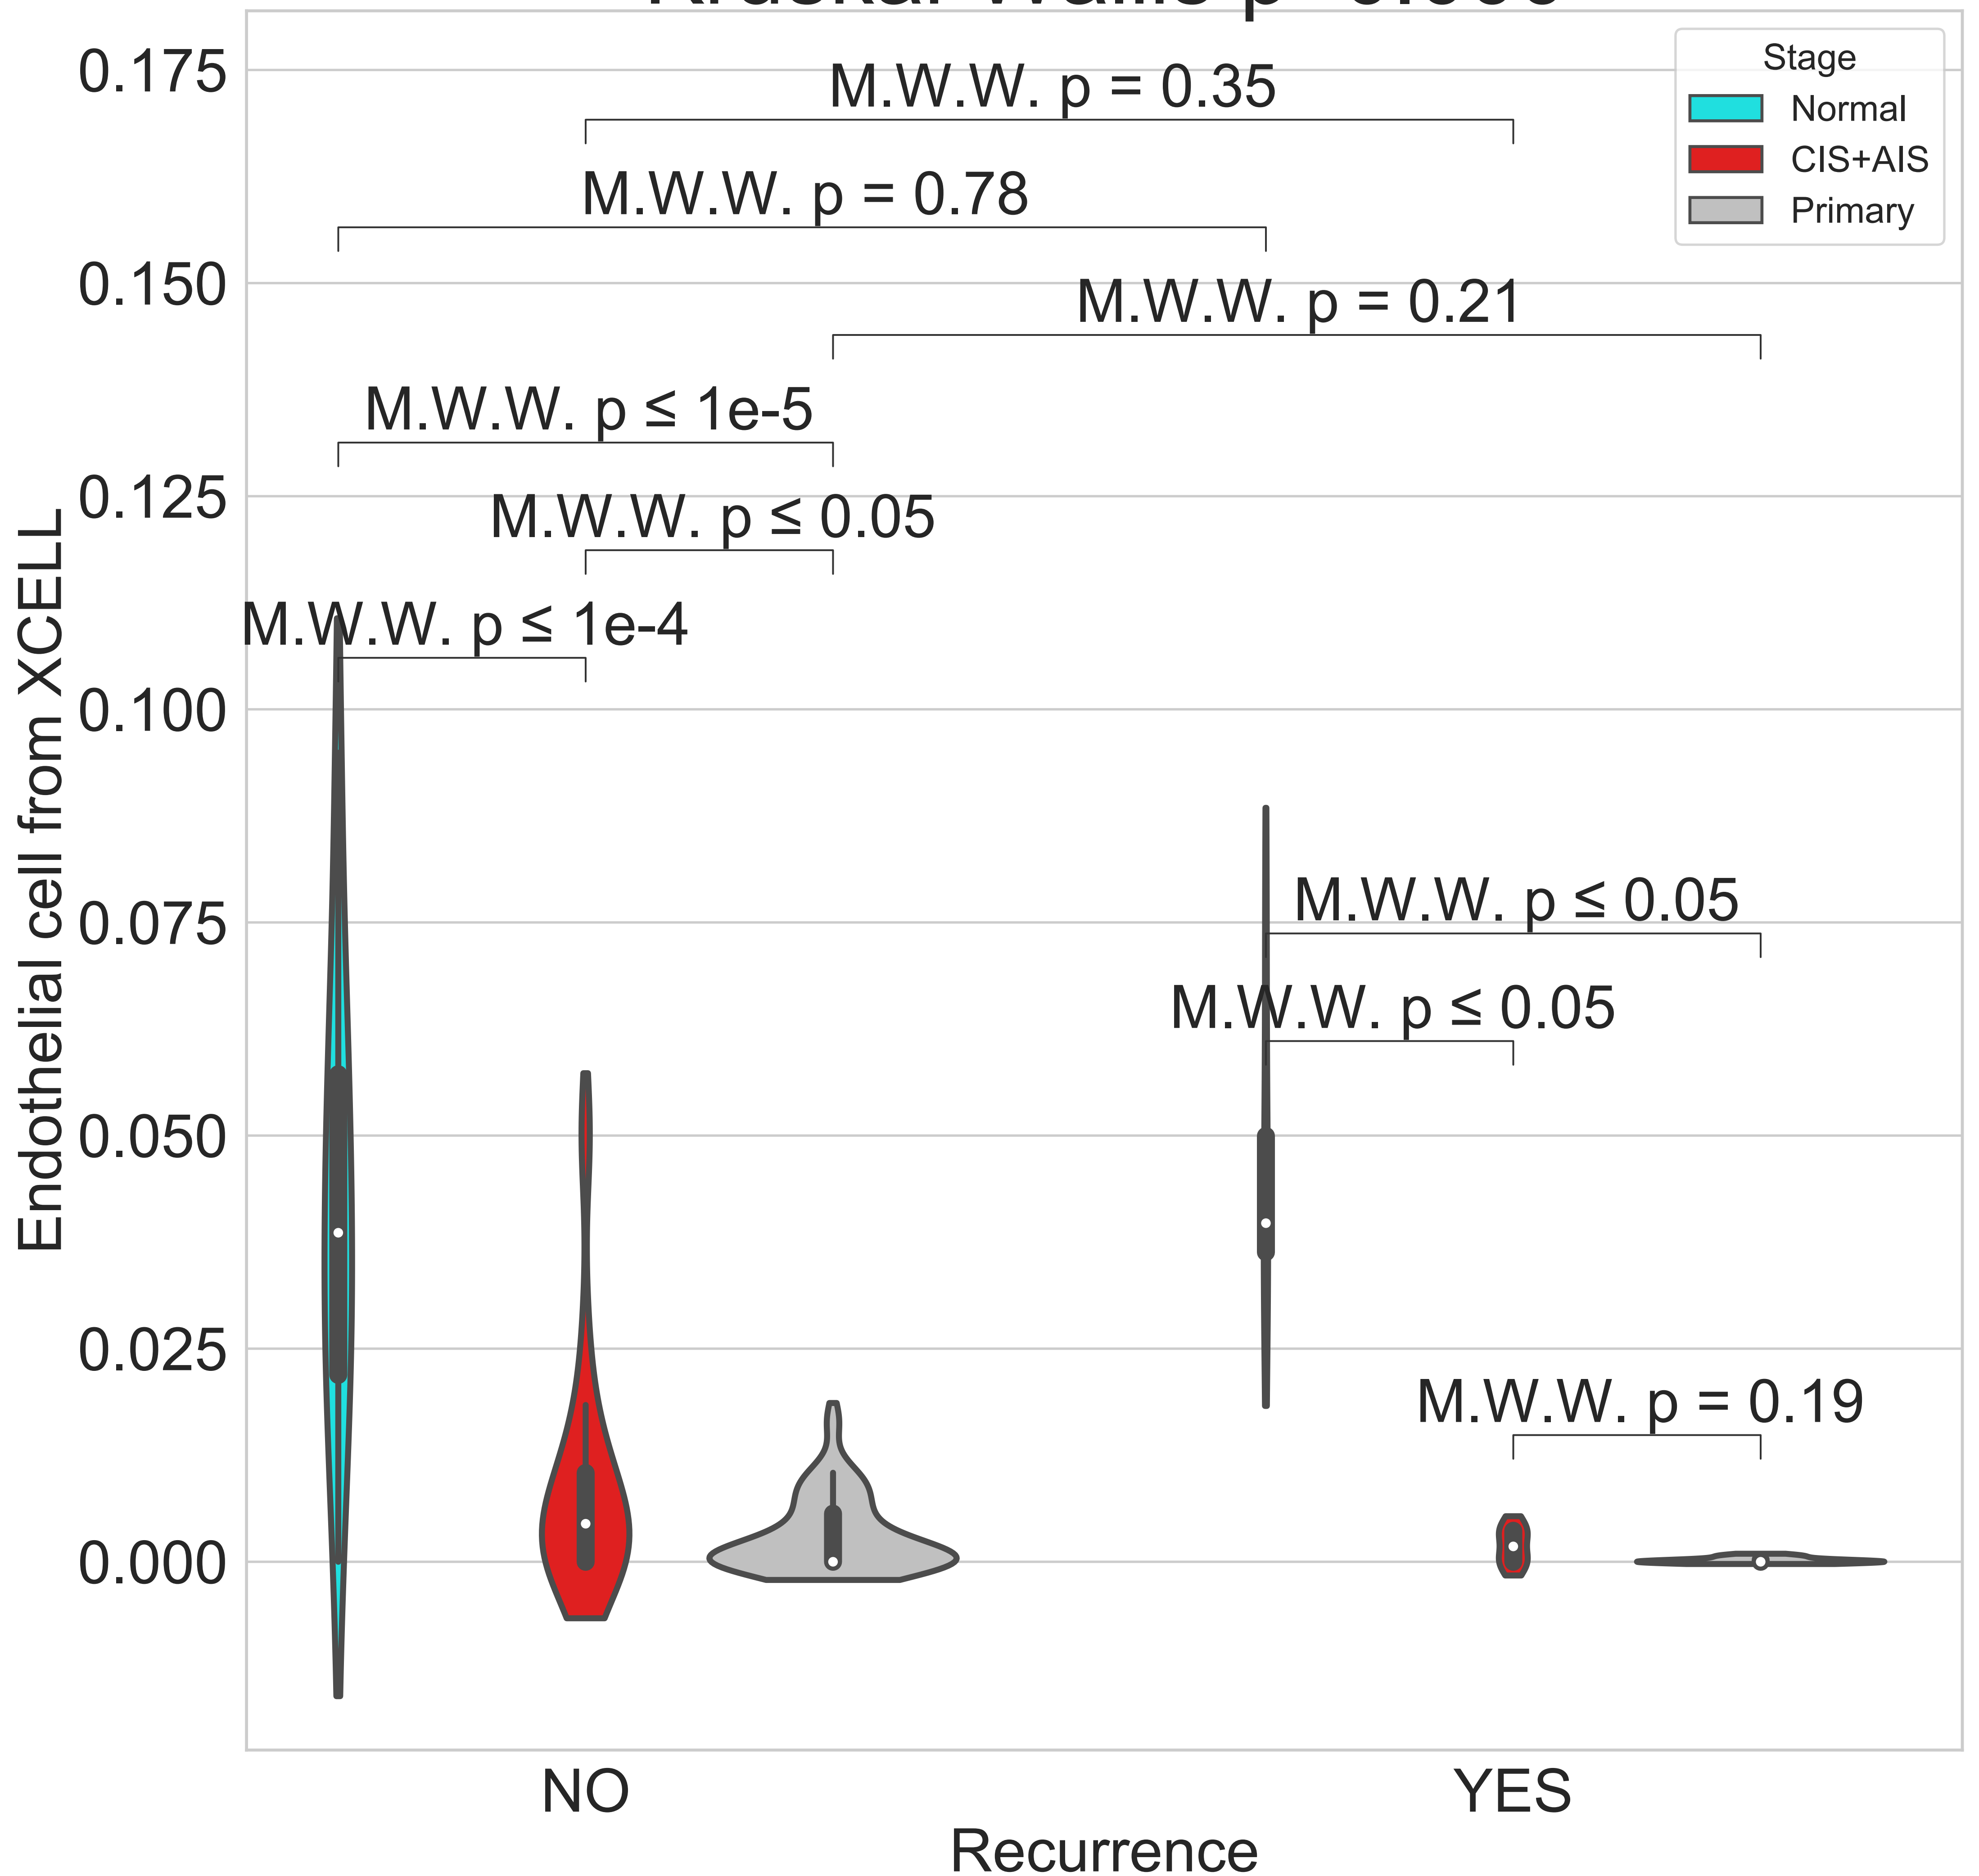 0.175
0.150
0.125
0.100
0.075
0.050
0.025
0.000
Endothelial cell from XCELL
M.W.W. p = 0.35
M.W.W. p = 0.78
M.W.W. p = 0.21
M.W.W. p ≤ 1e-5
M.W.W. p ≤ 0.05
M.W.W. p ≤ 1e-4
M.W.W. p ≤ 0.05
M.W.W. p ≤ 0.05
M.W.W. p = 0.19
Stage
Normal
CIS+AIS
Primary
NO
YES
Recurrence